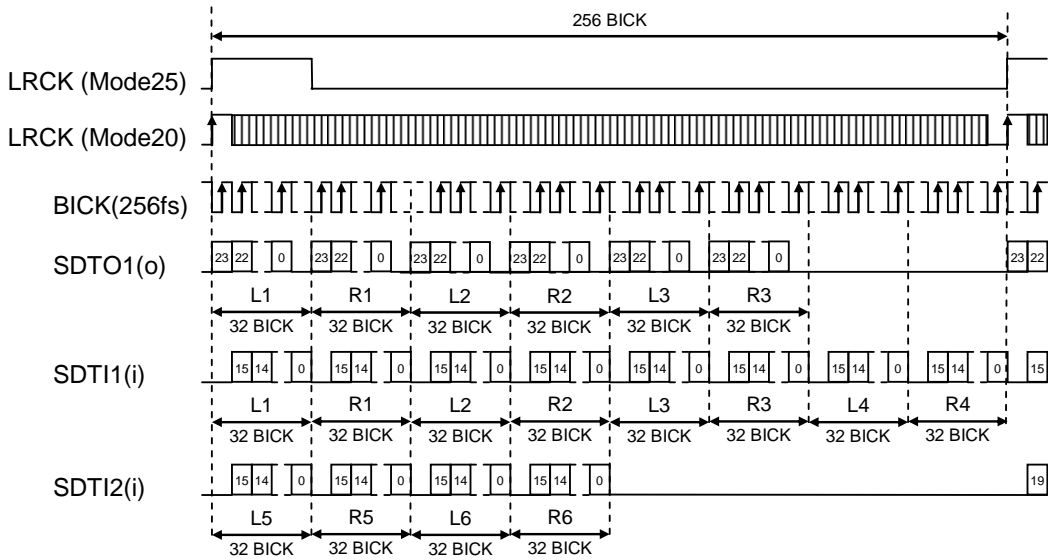 256 BICK
LRCK (Mode25)
LRCK (Mode20)
BICK(256fs)
SDTO1(o)
23 22 0 23 22 0 23 22 0 23 22 0 23 22 0 23 22 0 23 22
L1 R1 L2 R2 L3 R3
32 BICK 32 BICK 32 BICK 32 BICK 32 BICK 32 BICK
SDTI1(i)
15 14 0 15 14 0 15 14 0 15 14 0 15 14 0 15 14 0 15 14 0 15 14 0 15
L1 R1 L2 R2 L3 R3 L4 R4
32 BICK 32 BICK 32 BICK 32 BICK 32 BICK 32 BICK 32 BICK 32 BICK
SDTI2(i)
15 14 0 15 14 0 15 14 0 15 14 0 19
L5 R5 L6 R6
32 BICK 32 BICK 32 BICK 32 BICK